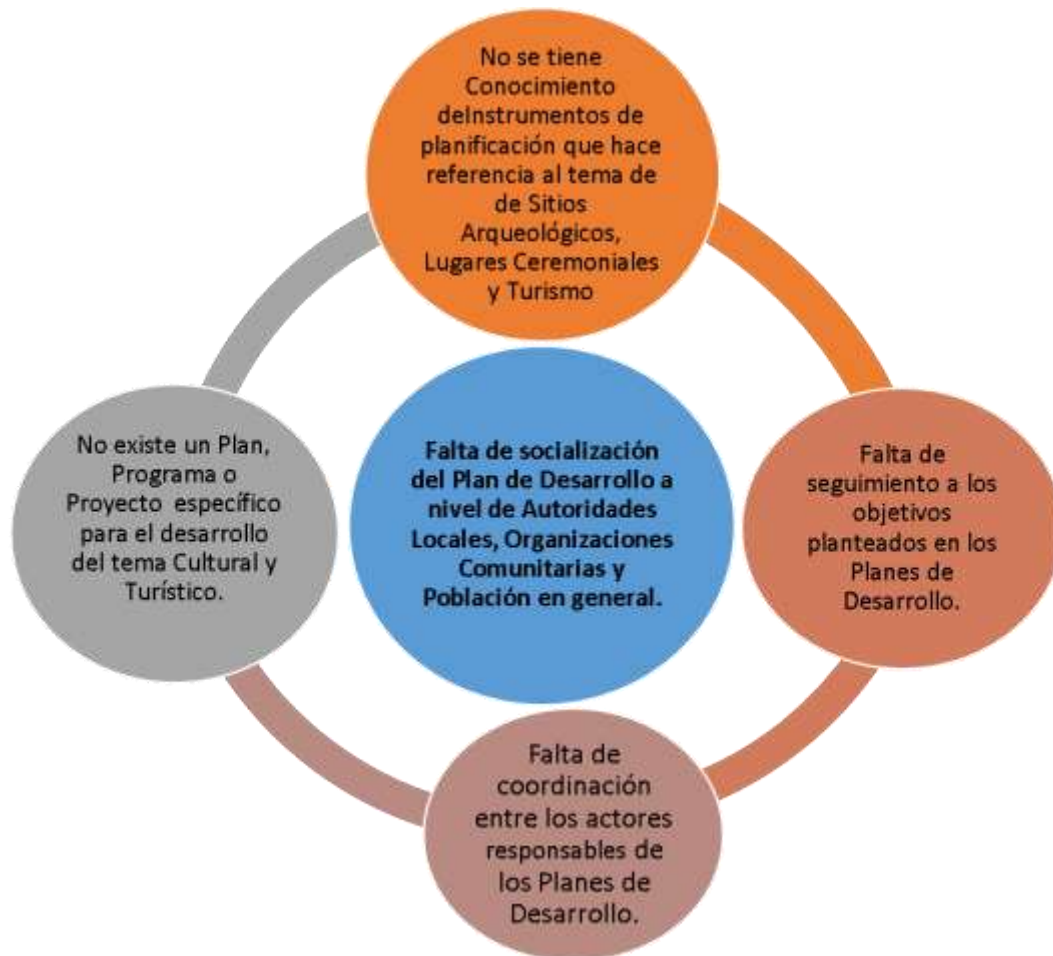 No se tiene
Conocimiento
deInstrumentos de
planificación que hace
referencia al tema de
de Sitios
Arqueológicos,
Lugares Ceremoniales
y Turismo
No existe un Plan,
Programa o
Proyecto específico
para el desarrollo
del tema Cultural y
Turístico.
Falta de socialización
del Plan de Desarrollo a
nivel de Autoridades
Locales, Organizaciones
Comunitarias y
Población en general.
Falta de
seguimiento a los
objetivos
planteados en los
Planes de
Desarrollo.
Falta de
coordinación
entre los actores
responsables de
los Planes de
Desarrollo.